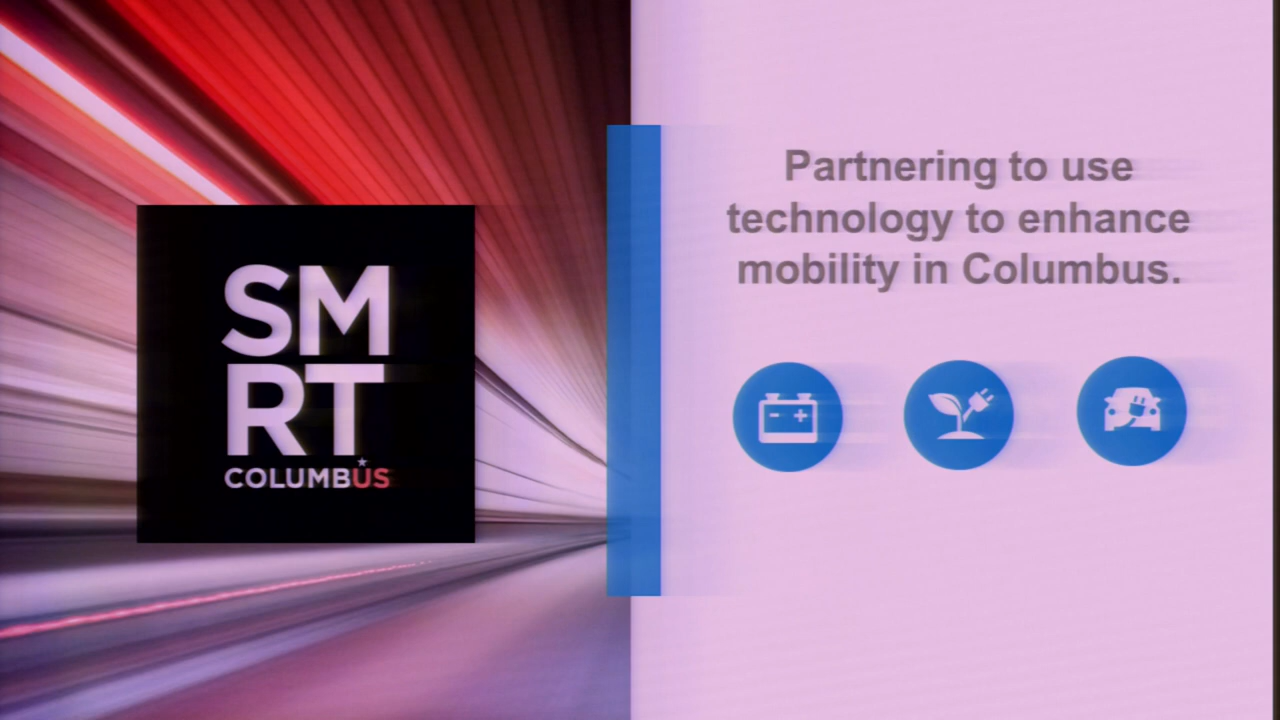 SM
RT
COLUMBUS
Partnering to use
technology to enhance
mobility in Columbus.